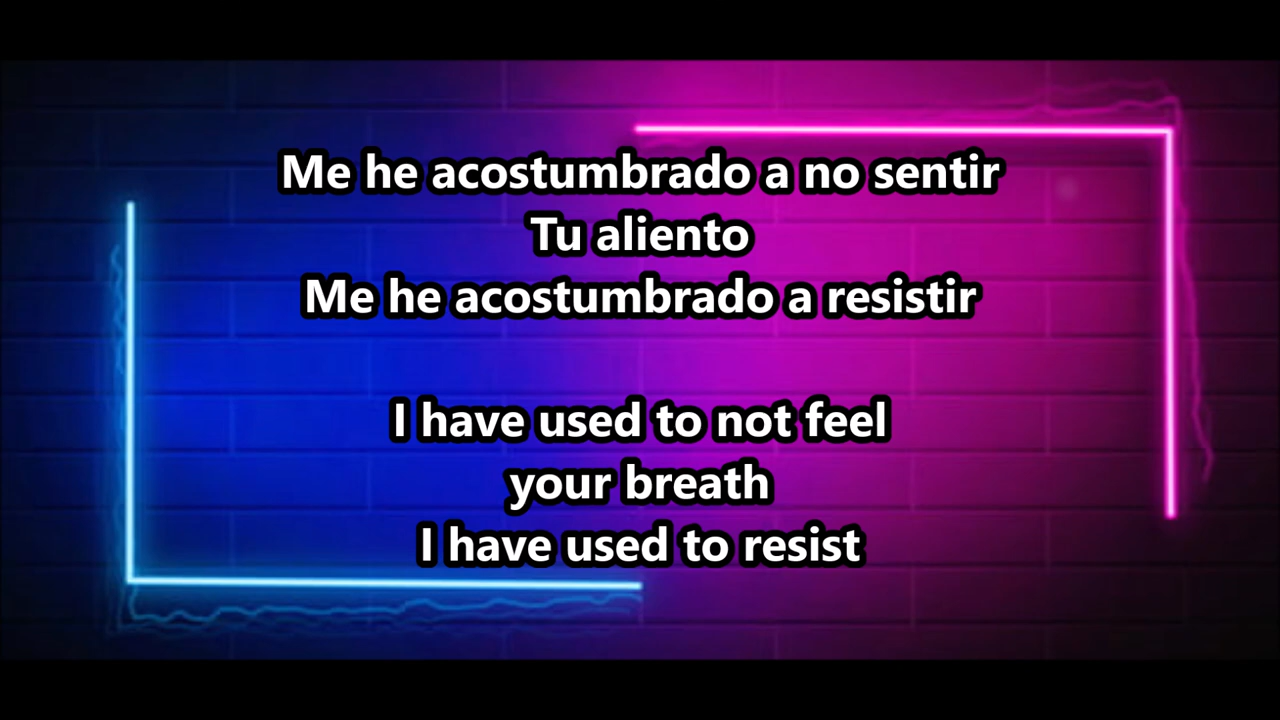 Me he acostumbrado a no sentir
Tu aliento
Me he acostumbrado a resistir
I have used to not feel
your breath
I have used to resist